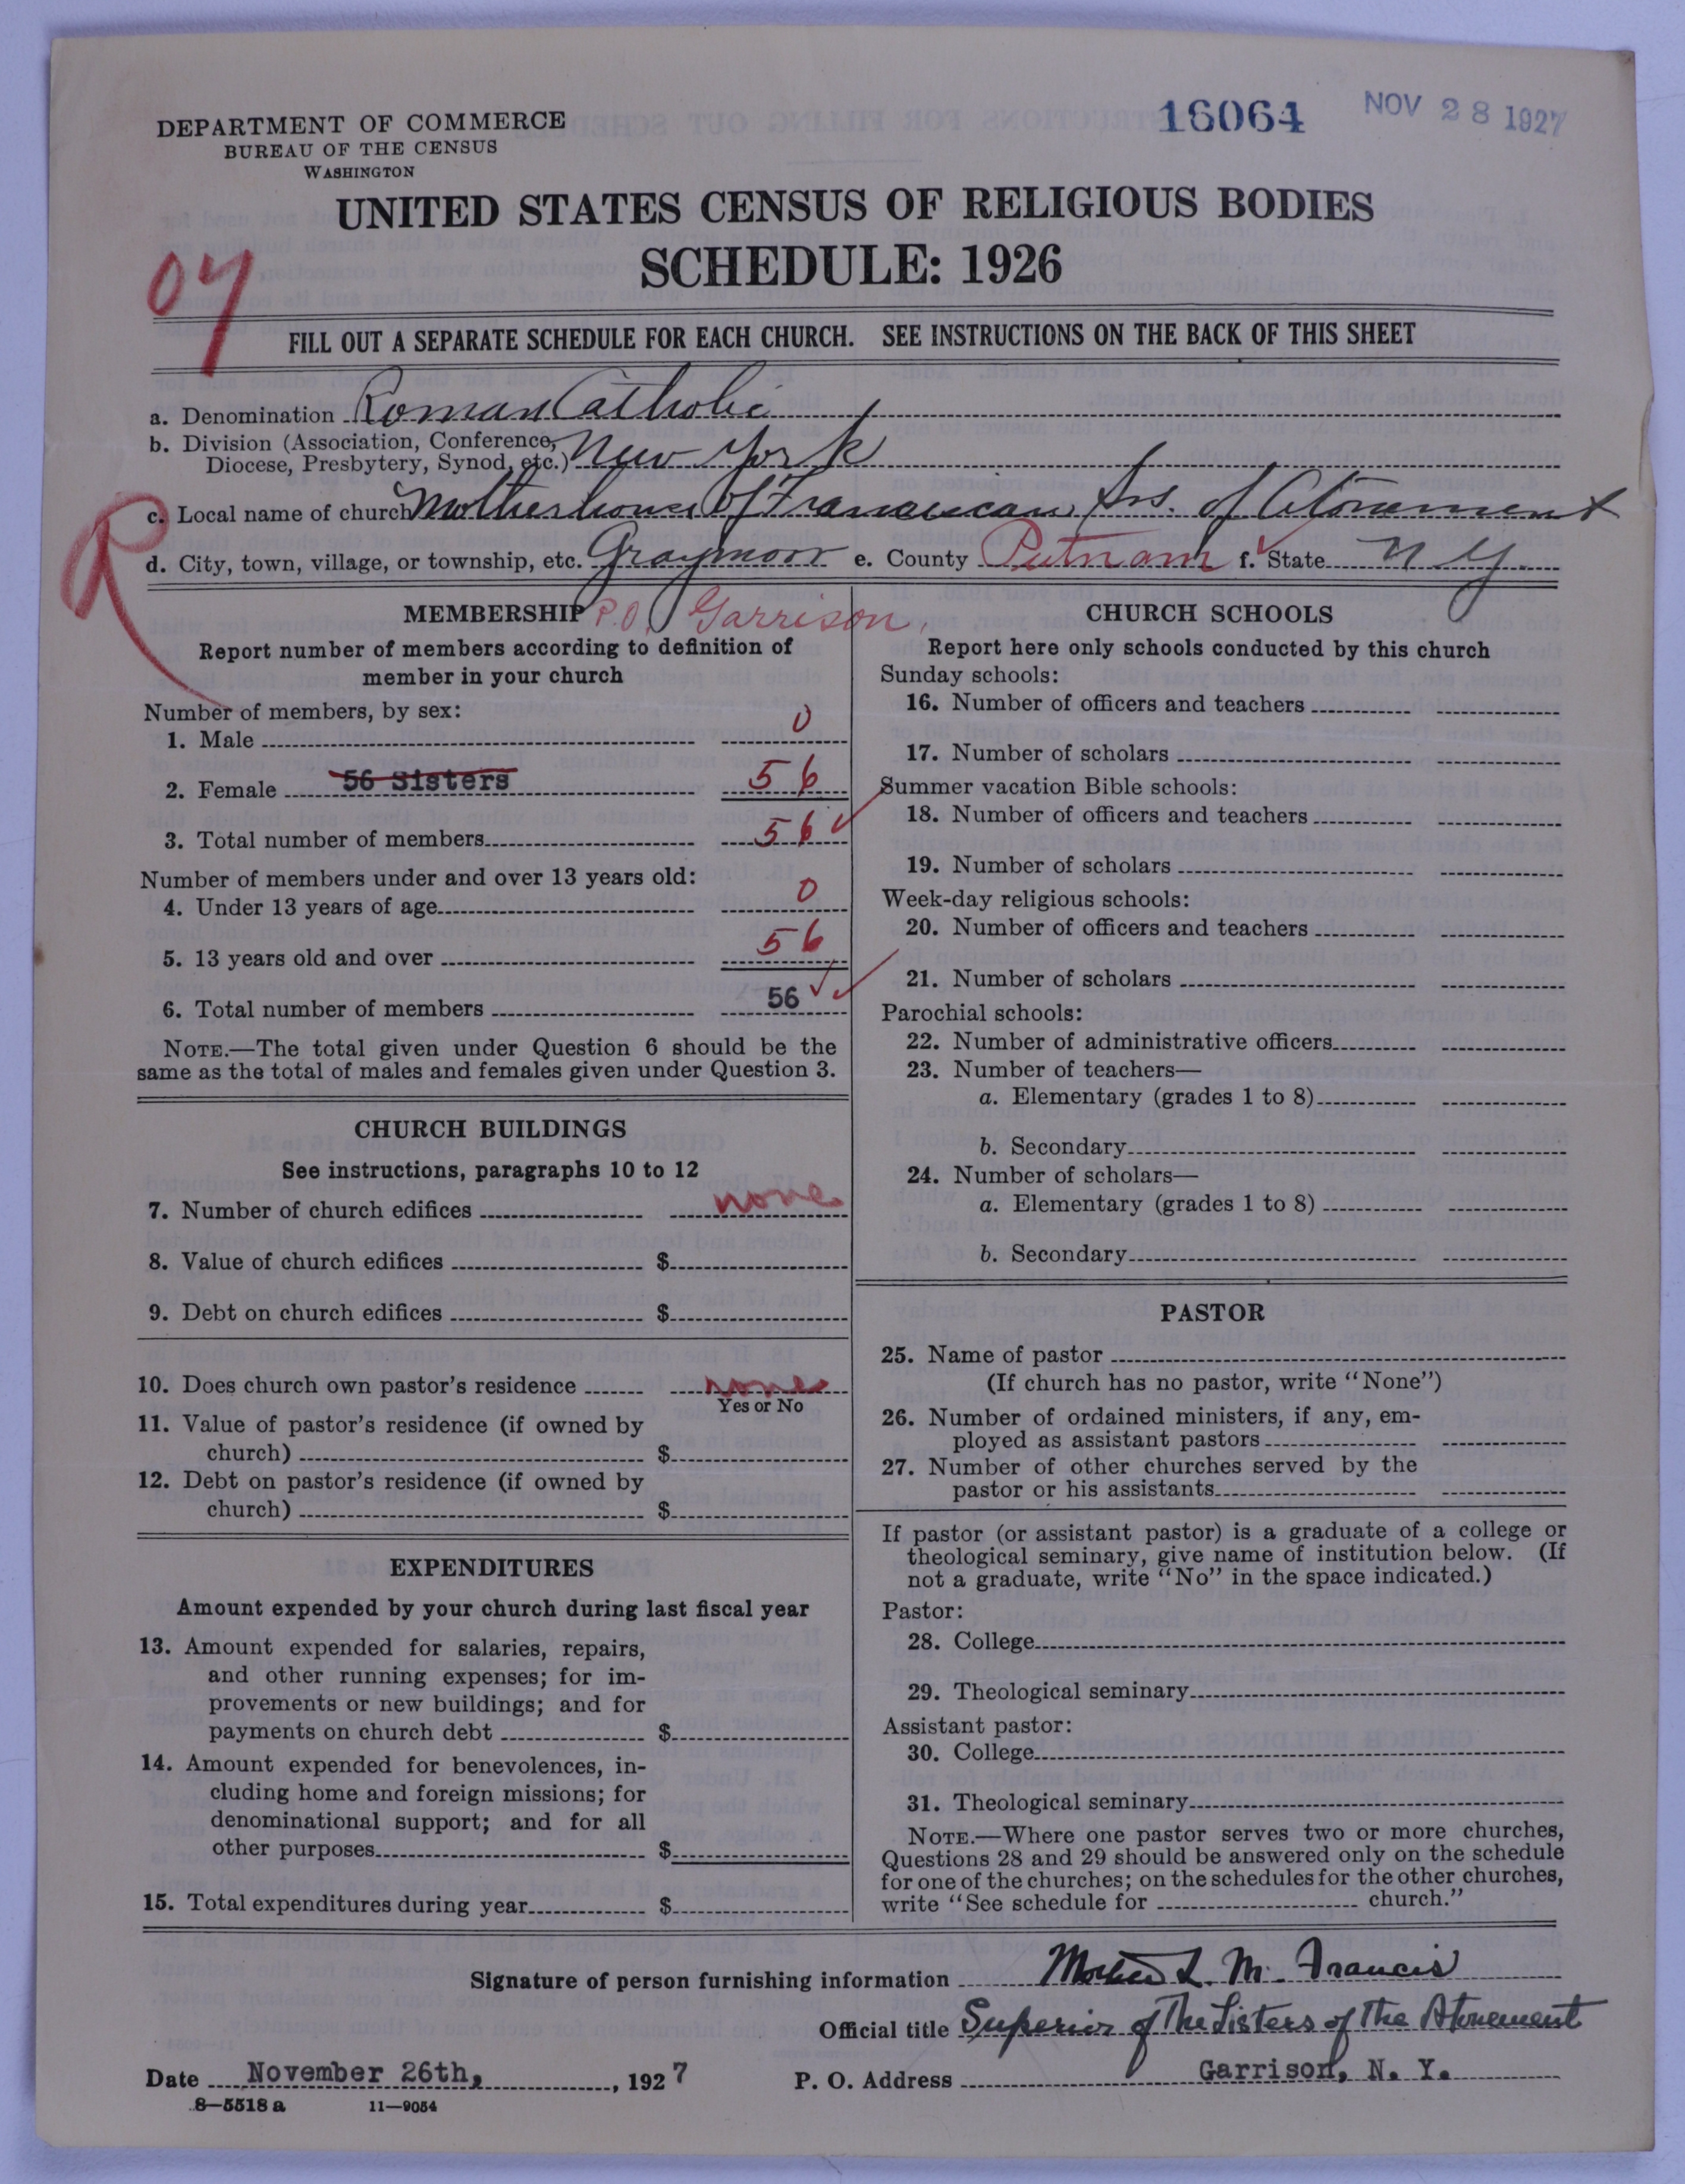 DEPARTMENT OF COMMERCE
BUREAU OF THE CENSUS
WASHINGTON
16064 NOV 28 1927
UNITED STATES CENSUS OF RELIGIOUS BODIES
SCHEDULE: 1926
FILL OUT A SEPARATE SCHEDULE FOR EACH CHURCH. SEE INSTRUCTIONS ON THE BACK OF THIS SHEET
a. Denomination Roman Catholic
b. Division (Association, Conference,
Diocese, Presbytery, Synod, etc.) New York
R
c. Local name of church Motherhouse of Franciscan Srs. of Atonement
d. City, town, village, or township, etc. Graymoor e. County Putnam f. State N Y.
MEMBERSHIP P.O. Garrison,
Report number of members according to definition of
member in your church
Number of members, by sex:
1. Male 0
2. Female 56 Sisters 56
3. Total number of members 56
Number of members under and over 13 years old:
4. Under 13 years of age 0
5. 13 years old and over 56
6. Total number of members 56
NOTE.—The total given under Question 6 should be the
same as the total of males and females given under Question 3.
CHURCH BUILDINGS
See instructions, paragraphs 10 to 12
7. Number of church edifices none
8. Value of church edifices $
9. Debt on church edifices $
10. Does church own pastor's residence none
Yes or No
11. Value of pastor's residence (if owned by
church) $
12. Debt on pastor's residence (if owned by
church) $
EXPENDITURES
Amount expended by your church during last fiscal year
13. Amount expended for salaries, repairs,
and other running expenses; for im-
provements or new buildings; and for
payments on church debt $
14. Amount expended for benevolences, in-
cluding home and foreign missions; for
denominational support; and for all
other purposes $
15. Total expenditures during year $
CHURCH SCHOOLS
Report here only schools conducted by this church
Sunday schools:
16. Number of officers and teachers
17. Number of scholars
Summer vacation Bible schools:
18. Number of officers and teachers
19. Number of scholars
Week-day religious schools:
20. Number of officers and teachers
21. Number of scholars
Parochial schools:
22. Number of administrative officers
23. Number of teachers—
a. Elementary (grades 1 to 8)
b. Secondary
24. Number of scholars—
a. Elementary (grades 1 to 8)
b. Secondary
PASTOR
25. Name of pastor
(If church has no pastor, write "None")
26. Number of ordained ministers, if any, em-
ployed as assistant pastors
27. Number of other churches served by the
pastor or his assistants
If pastor (or assistant pastor) is a graduate of a college or
theological seminary, give name of institution below. (If
not a graduate, write "No" in the space indicated.)
Pastor:
28. College
29. Theological seminary
Assistant pastor:
30. College
31. Theological seminary
NOTE.—Where one pastor serves two or more churches,
Questions 28 and 29 should be answered only on the schedule
for one of the churches; on the schedules for the other churches,
write "See schedule for church."
Signature of person furnishing information Mother L. M. Francis
Official title Superior of The Sisters of the Atonement
Date November 26th, , 1927 P. O. Address Garrison, N. Y.
8—5518 a 11—9054